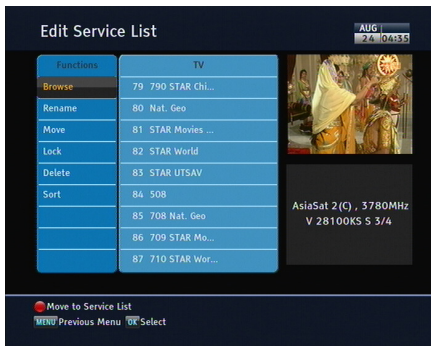 Edit Service List
AUG
24 04:35
Functions
TV
Browse
Rename
Move
Lock
Delete
Sort
79 790 STAR Chi...
80 Nat. Geo
81 STAR Movies ...
82 STAR World
83 STAR UTSAV
84 508
85 708 Nat. Geo
86 709 STAR Mo...
87 710 STAR Wor...
AsiaSat 2(C) , 3780MHz
V 28100KS S 3/4
Move to Service List
MENU Previous Menu OK Select